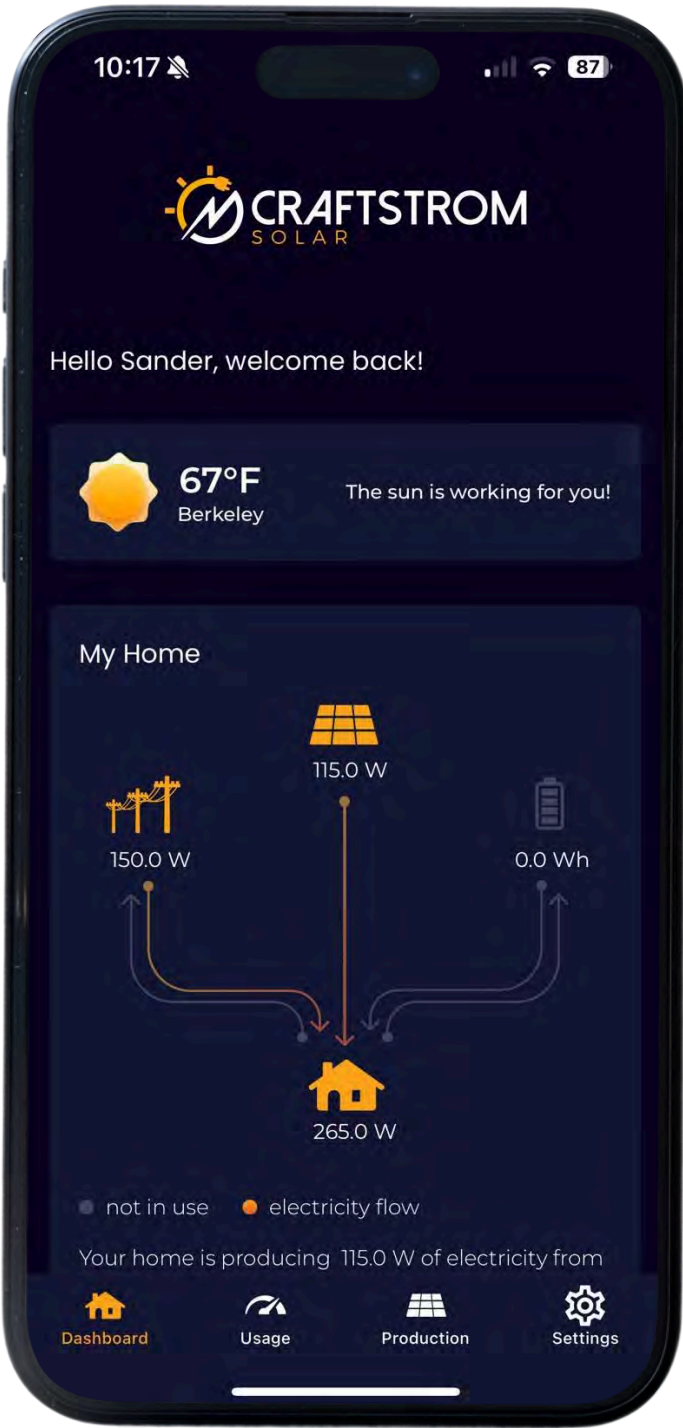 10:17
87
CRAFTSTROM
SOLAR
Hello Sander, welcome back!
67°F
Berkeley
The sun is working for you!
My Home
115.0 W
150.0 W
0.0 Wh
265.0 W
not in use
electricity flow
Your home is producing 115.0 W of electricity from
Dashboard
Usage
Production
Settings